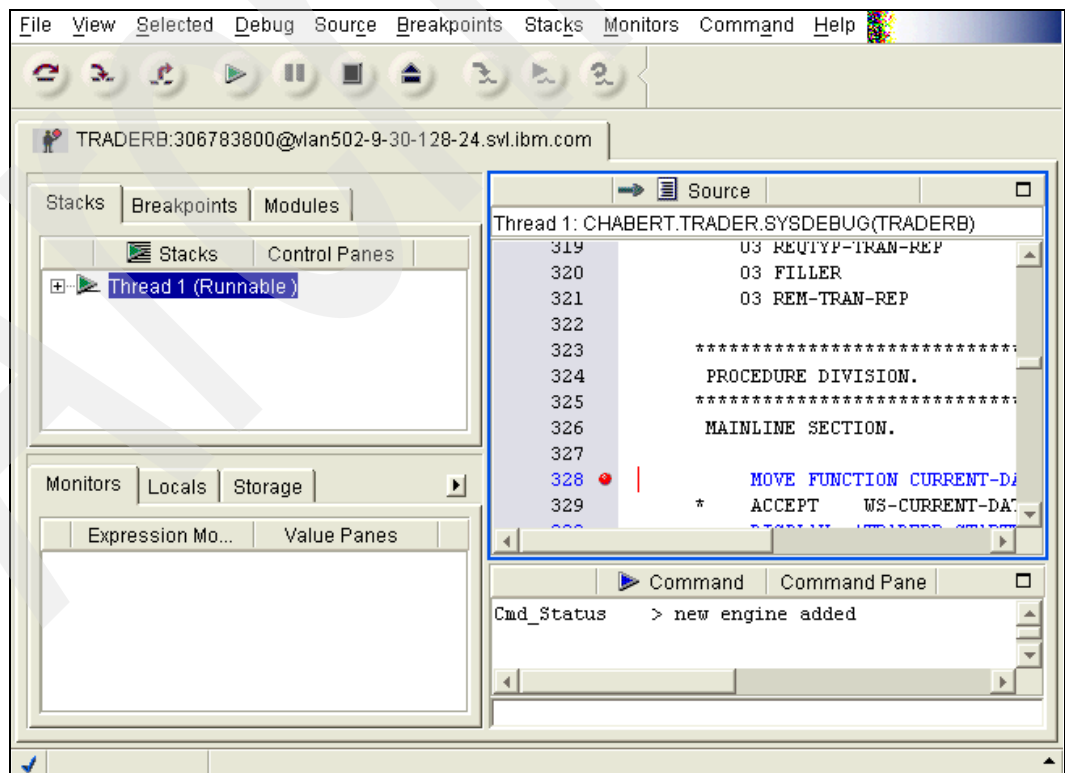 File View Selected Debug Source Breakpoints Stacks Monitors Command Help
TRADERB:306783800@vlan502-9-30-128-24.svl.ibm.com
Stacks Breakpoints Modules
Stacks Control Panes
Thread 1 (Runnable )
Monitors Locals Storage
Expression Mo... Value Panes
Source
Thread 1: CHABERT.TRADER.SYSDEBUG(TRADERB)
319 03 REQTYP-TRAN-REP
320 03 FILLER
321 03 REM-TRAN-REP
322
323 *****************************
324 PROCEDURE DIVISION.
325 *****************************
326 MAINLINE SECTION.
327
328 MOVE FUNCTION CURRENT-DA
329 * ACCEPT WS-CURRENT-DAT
Command Command Pane
Cmd_Status > new engine added